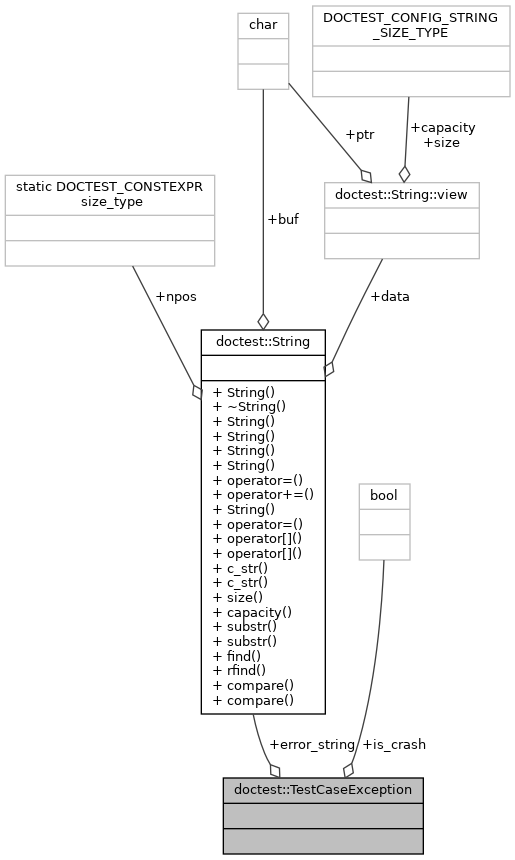 char
DOCTEST_CONFIG_STRING
_SIZE_TYPE
+ptr
+capacity
+size
static DOCTEST_CONSTEXPR
size_type
doctest::String::view
+buf
+npos
+data
doctest::String
+ String()
+ ~String()
+ String()
+ String()
+ String()
+ String()
+ operator=()
+ operator+=()
+ String()
+ operator=()
+ operator[]()
+ operator[]()
+ c_str()
+ c_str()
+ size()
+ capacity()
+ substr()
+ substr()
+ find()
+ rfind()
+ compare()
+ compare()
bool
+error_string
+is_crash
doctest::TestCaseException